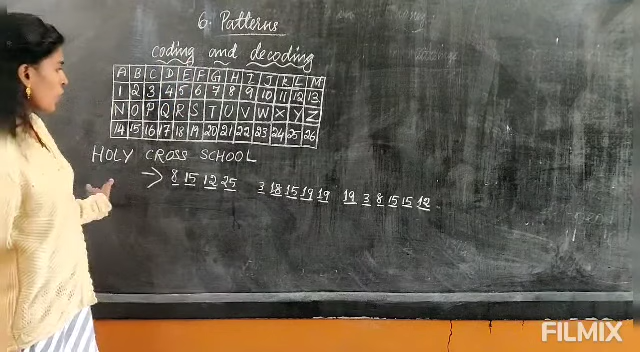 6. Patterns
coding and decoding
A B C D E F G H I J K L M
1 2 3 4 5 6 7 8 9 10 11 12 13
N O P Q R S T U V W X Y Z
14 15 16 17 18 19 20 21 22 23 24 25 26
HOLY CROSS SCHOOL
→ 8 15 12 25 3 18 15 19 19 19 3 8 15 15 12
FILMIX